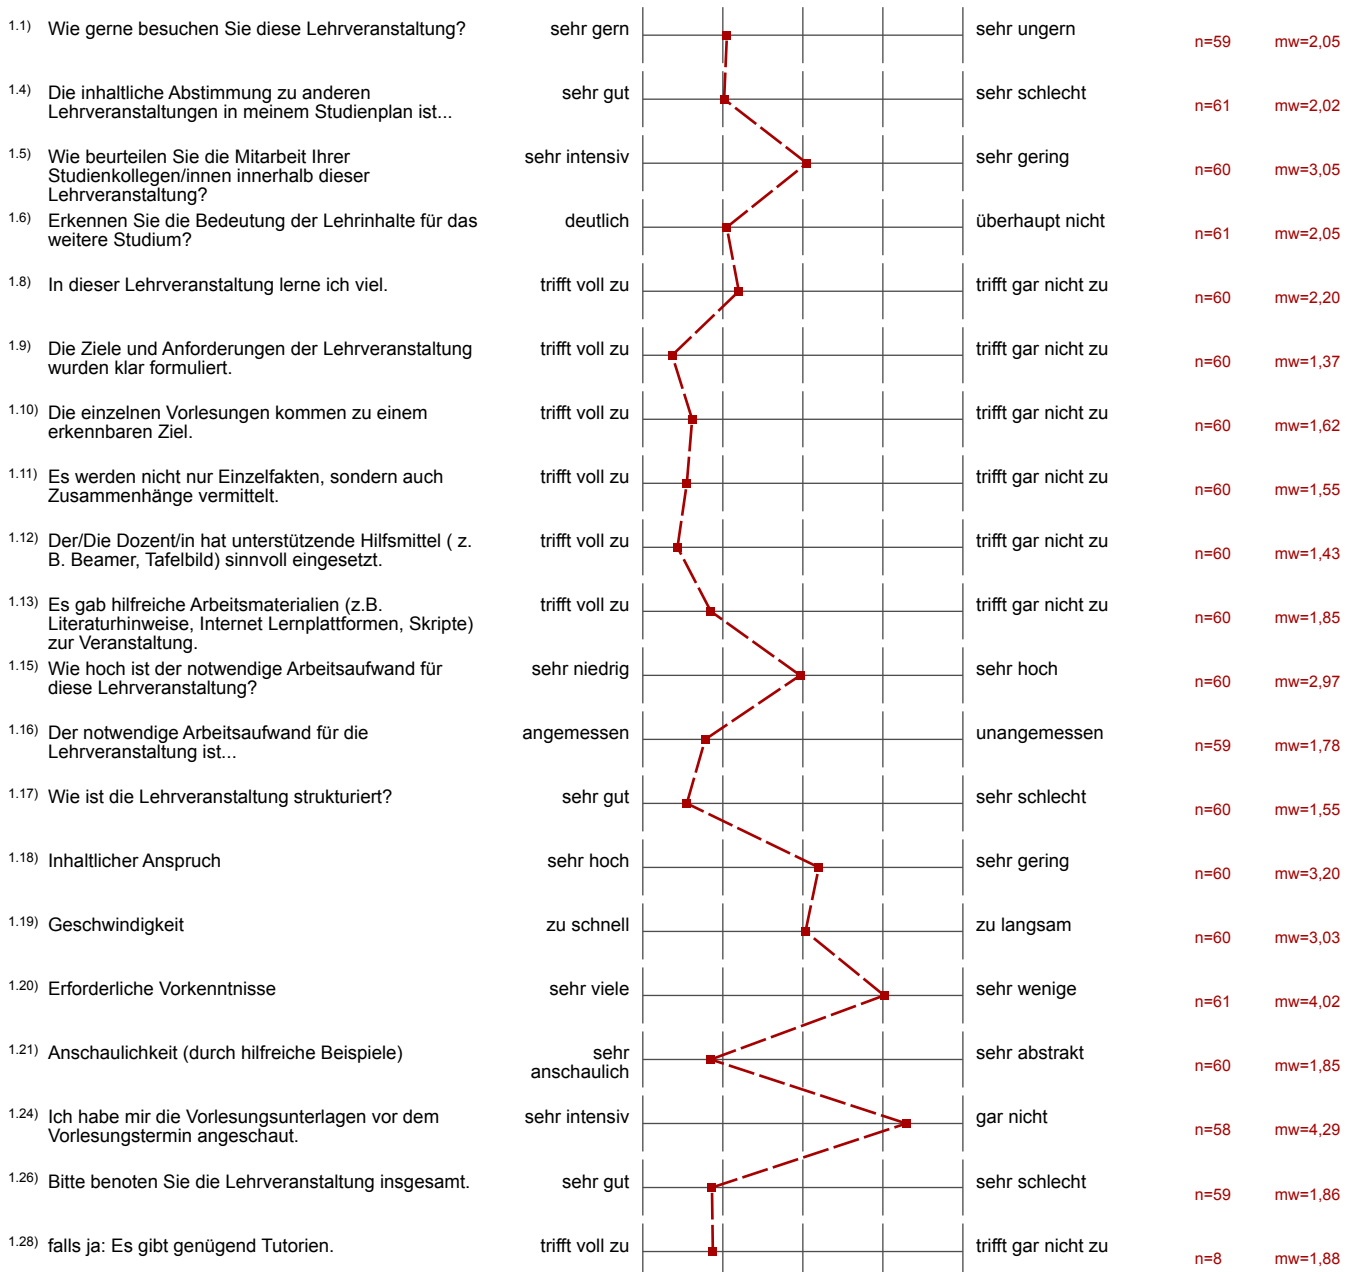 1.1) Wie gerne besuchen Sie diese Lehrveranstaltung? sehr gern sehr ungern n=59 mw=2,05
1.4) Die inhaltliche Abstimmung zu anderen sehr gut sehr schlecht n=61 mw=2,02
Lehrveranstaltungen in meinem Studienplan ist...
1.5) Wie beurteilen Sie die Mitarbeit Ihrer sehr intensiv sehr gering n=60 mw=3,05
Studienkollegen/innen innerhalb dieser
Lehrveranstaltung?
1.6) Erkennen Sie die Bedeutung der Lehrinhalte für das deutlich überhaupt nicht n=61 mw=2,05
weitere Studium?
1.8) In dieser Lehrveranstaltung lerne ich viel. trifft voll zu trifft gar nicht zu n=60 mw=2,20
1.9) Die Ziele und Anforderungen der Lehrveranstaltung trifft voll zu trifft gar nicht zu n=60 mw=1,37
wurden klar formuliert.
1.10) Die einzelnen Vorlesungen kommen zu einem trifft voll zu trifft gar nicht zu n=60 mw=1,62
erkennbaren Ziel.
1.11) Es werden nicht nur Einzelfakten, sondern auch trifft voll zu trifft gar nicht zu n=60 mw=1,55
Zusammenhänge vermittelt.
1.12) Der/Die Dozent/in hat unterstützende Hilfsmittel ( z. trifft voll zu trifft gar nicht zu n=60 mw=1,43
B. Beamer, Tafelbild) sinnvoll eingesetzt.
1.13) Es gab hilfreiche Arbeitsmaterialien (z.B. trifft voll zu trifft gar nicht zu n=60 mw=1,85
Literaturhinweise, Internet Lernplattformen, Skripte)
zur Veranstaltung.
1.15) Wie hoch ist der notwendige Arbeitsaufwand für sehr niedrig sehr hoch n=60 mw=2,97
diese Lehrveranstaltung?
1.16) Der notwendige Arbeitsaufwand für die angemessen unangemessen n=59 mw=1,78
Lehrveranstaltung ist...
1.17) Wie ist die Lehrveranstaltung strukturiert? sehr gut sehr schlecht n=60 mw=1,55
1.18) Inhaltlicher Anspruch sehr hoch sehr gering n=60 mw=3,20
1.19) Geschwindigkeit zu schnell zu langsam n=60 mw=3,03
1.20) Erforderliche Vorkenntnisse sehr viele sehr wenige n=61 mw=4,02
1.21) Anschaulichkeit (durch hilfreiche Beispiele) sehr sehr abstrakt n=60 mw=1,85
anschaulich
1.24) Ich habe mir die Vorlesungsunterlagen vor dem sehr intensiv gar nicht n=58 mw=4,29
Vorlesungstermin angeschaut.
1.26) Bitte benoten Sie die Lehrveranstaltung insgesamt. sehr gut sehr schlecht n=59 mw=1,86
1.28) falls ja: Es gibt genügend Tutorien. trifft voll zu trifft gar nicht zu n=8 mw=1,88